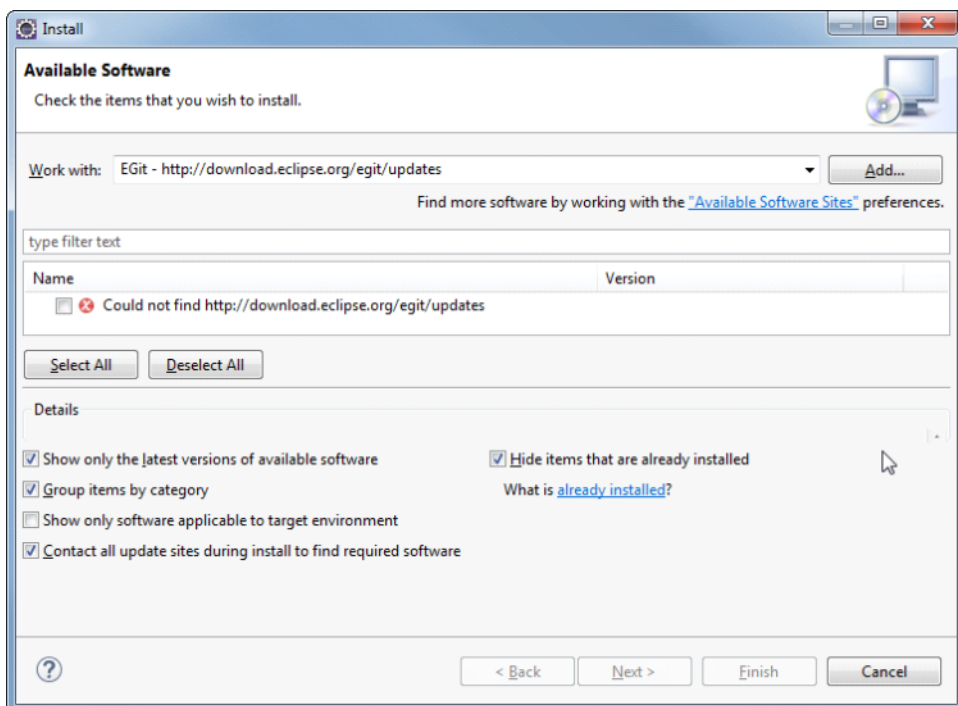 Install
Available Software
Check the items that you wish to install.
Work with: EGit - http://download.eclipse.org/egit/updates Add...
Find more software by working with the "Available Software Sites" preferences.
type filter text
Name Version
Could not find http://download.eclipse.org/egit/updates
Select All Deselect All
Details
Show only the latest versions of available software Hide items that are already installed
Group items by category What is already installed?
Show only software applicable to target environment
Contact all update sites during install to find required software
? < Back Next > Finish Cancel